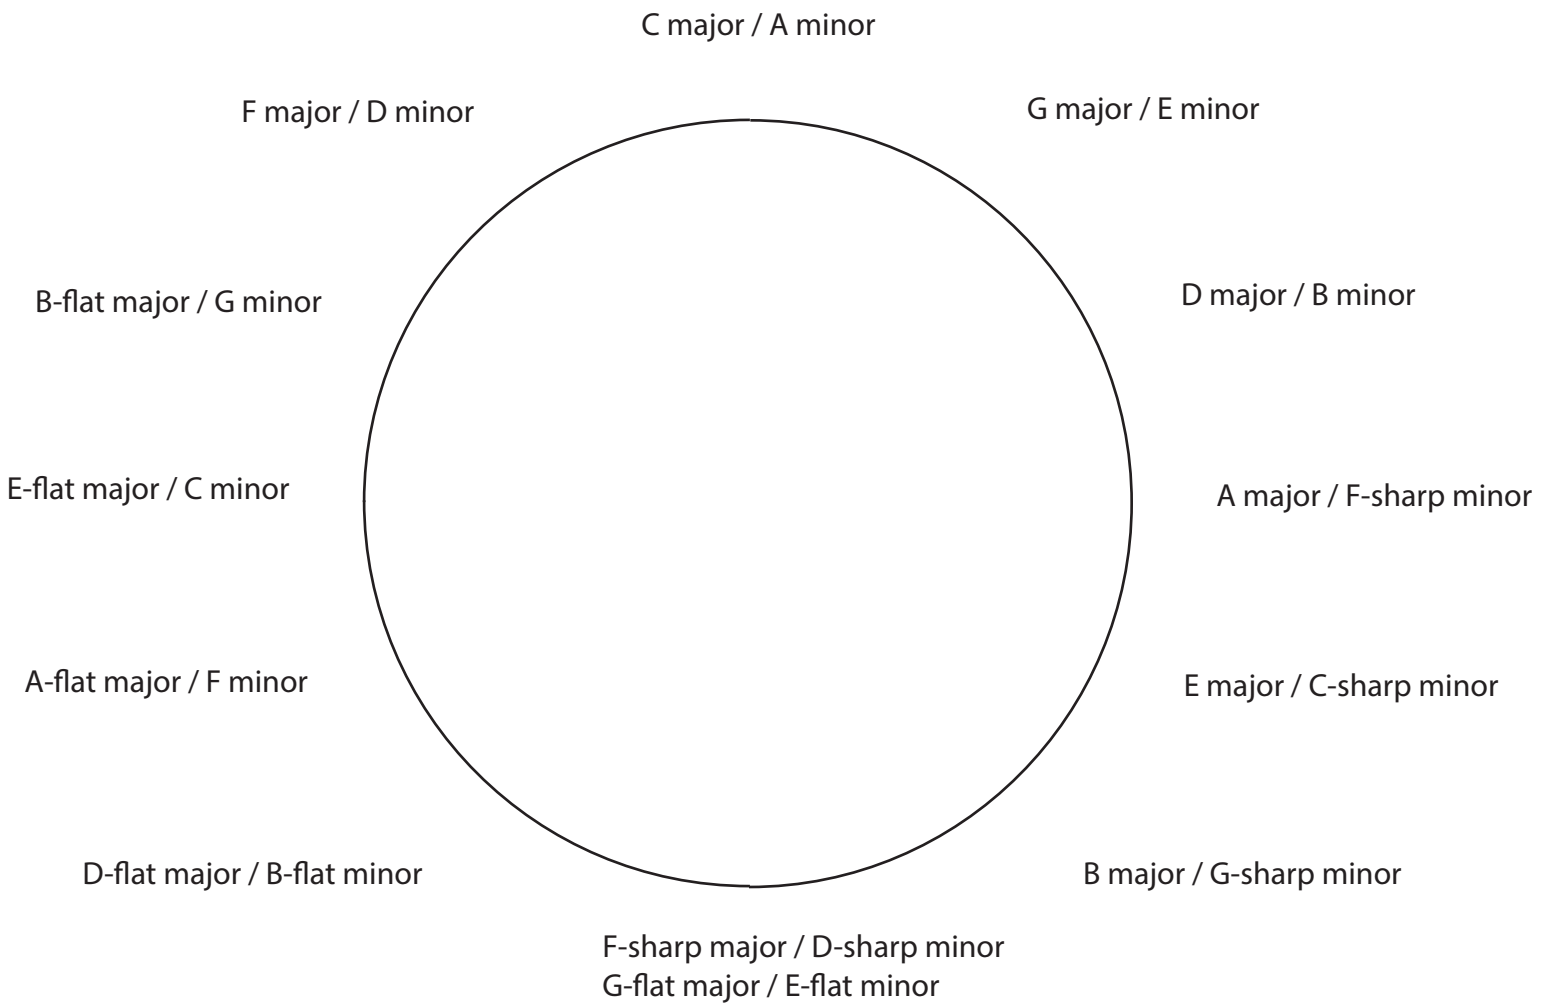 C major / A minor
F major / D minor
G major / E minor
B-flat major / G minor
D major / B minor
E-flat major / C minor
A major / F-sharp minor
A-flat major / F minor
E major / C-sharp minor
D-flat major / B-flat minor
B major / G-sharp minor
F-sharp major / D-sharp minor
G-flat major / E-flat minor